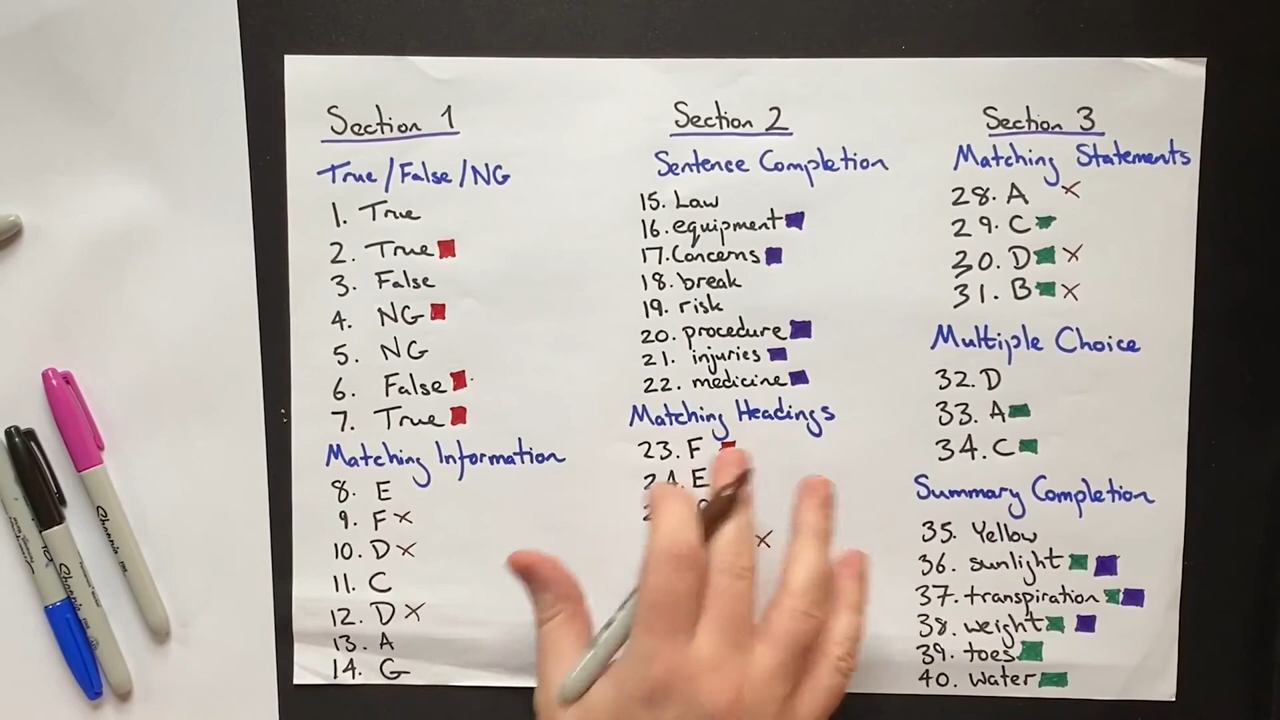 Section 1
True/False/NG
1. True
2. True
3. False
4. NG
5. NG
6. False
7. True
Matching Information
8. E
9. F x
10. D x
11. C
12. D x
13. A
14. G
Section 2
Sentence Completion
15. Law
16. equipment
17. Concerns
18. break
19. risk
20. procedure
21. injuries
22. medicine
Matching Headings
23. F
24. E
x
Section 3
Matching Statements
28. A x
29. C
30. D x
31. B x
Multiple Choice
32. D
33. A
34. C
Summary Completion
35. Yellow
36. sunlight
37. transpiration
38. weight
39. toes
40. water
Sharpie
Sharpie